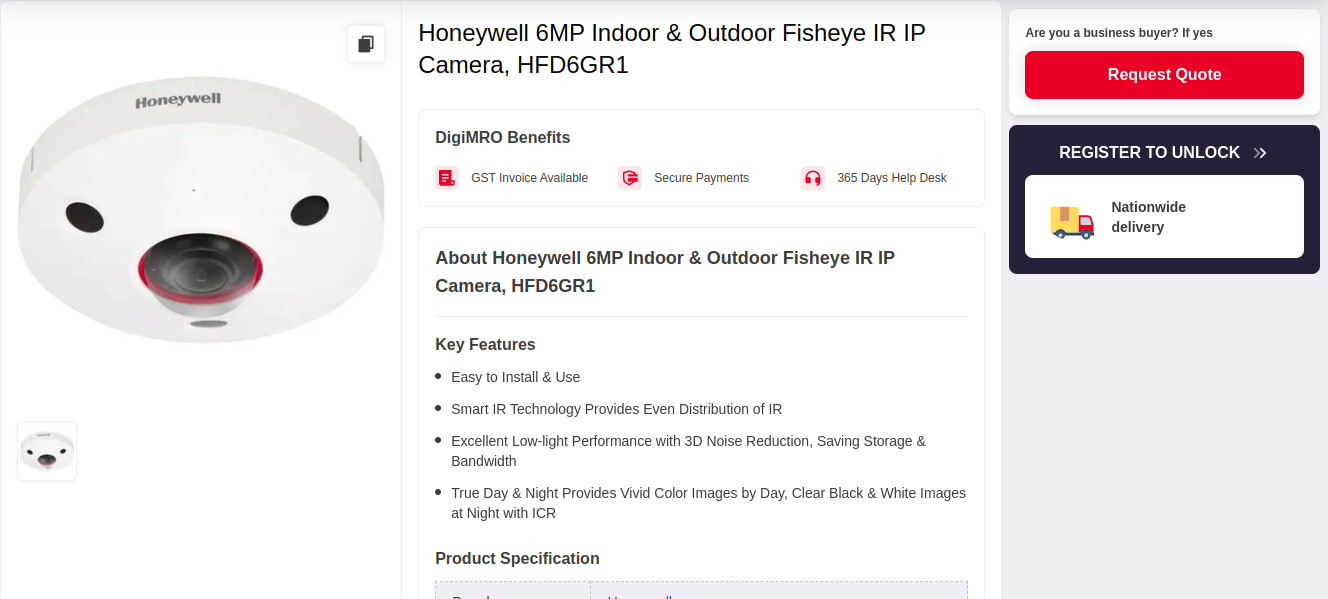 Honeywell
Honeywell 6MP Indoor & Outdoor Fisheye IR IP
Camera, HFD6GR1
DigiMRO Benefits
GST Invoice Available
Secure Payments
365 Days Help Desk
About Honeywell 6MP Indoor & Outdoor Fisheye IR IP
Camera, HFD6GR1
Key Features
Easy to Install & Use
Smart IR Technology Provides Even Distribution of IR
Excellent Low-light Performance with 3D Noise Reduction, Saving Storage &
Bandwidth
True Day & Night Provides Vivid Color Images by Day, Clear Black & White Images
at Night with ICR
Product Specification
Are you a business buyer? If yes
Request Quote
REGISTER TO UNLOCK
Nationwide
delivery